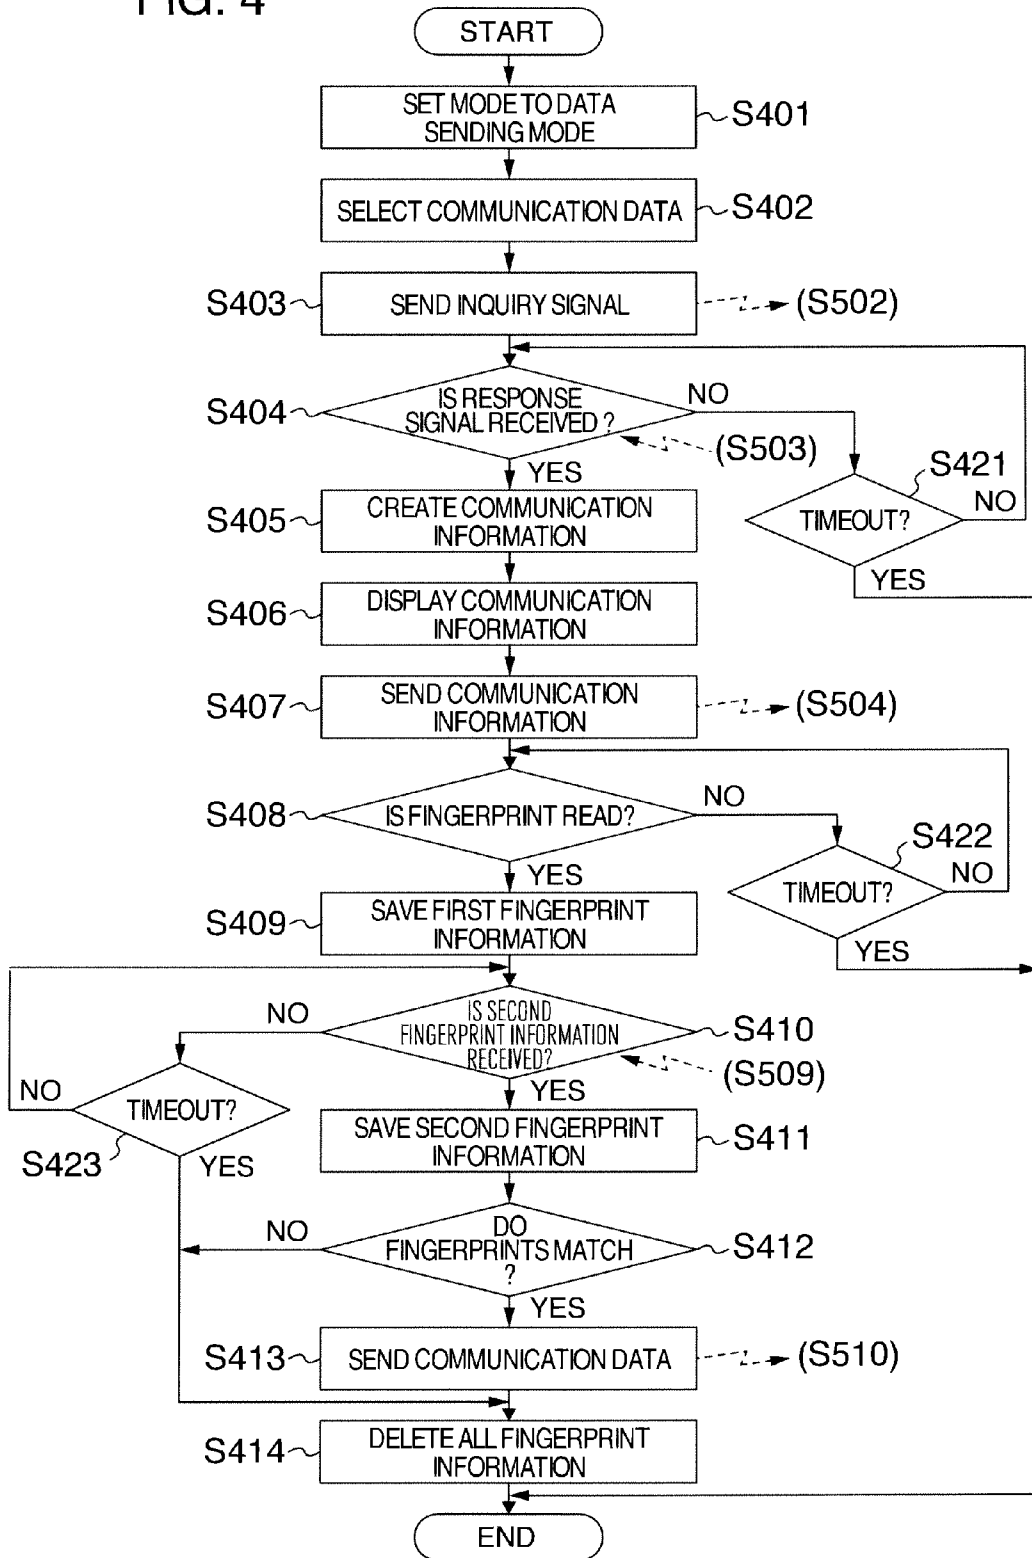 FIG. 4
START
SET MODE TO DATA
SENDING MODE
S401
SELECT COMMUNICATION DATA
S402
S403
SEND INQUIRY SIGNAL
(S502)
S404
IS RESPONSE
SIGNAL RECEIVED ?
NO
(S503)
YES
S421
TIMEOUT?
NO
YES
S405
CREATE COMMUNICATION
INFORMATION
S406
DISPLAY COMMUNICATION
INFORMATION
S407
SEND COMMUNICATION
INFORMATION
(S504)
S408
IS FINGERPRINT READ?
NO
YES
S422
TIMEOUT?
NO
YES
S409
SAVE FIRST FINGERPRINT
INFORMATION
NO
IS SECOND
FINGERPRINT INFORMATION
RECEIVED?
S410
(S509)
YES
NO
TIMEOUT?
S423
YES
SAVE SECOND FINGERPRINT
INFORMATION
S411
NO
DO
FINGERPRINTS MATCH
?
S412
YES
S413
SEND COMMUNICATION DATA
(S510)
S414
DELETE ALL FINGERPRINT
INFORMATION
END